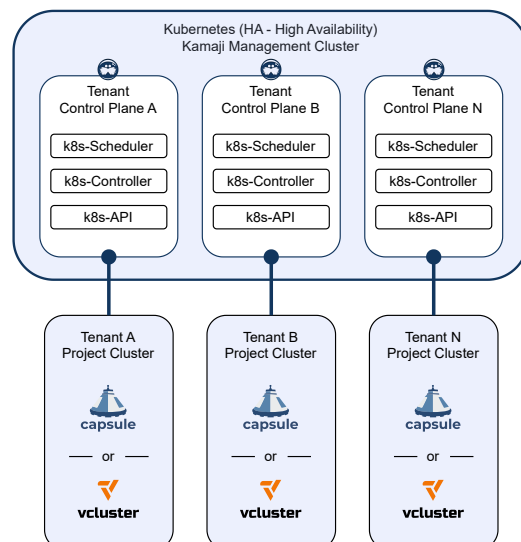 Kubernetes (HA - High Availability)
Kamaji Management Cluster
Tenant
Control Plane A
k8s-Scheduler
k8s-Controller
k8s-API
Tenant
Control Plane B
k8s-Scheduler
k8s-Controller
k8s-API
Tenant
Control Plane N
k8s-Scheduler
k8s-Controller
k8s-API
Tenant A
Project Cluster
capsule
or
vcluster
Tenant B
Project Cluster
capsule
or
vcluster
Tenant N
Project Cluster
capsule
or
vcluster